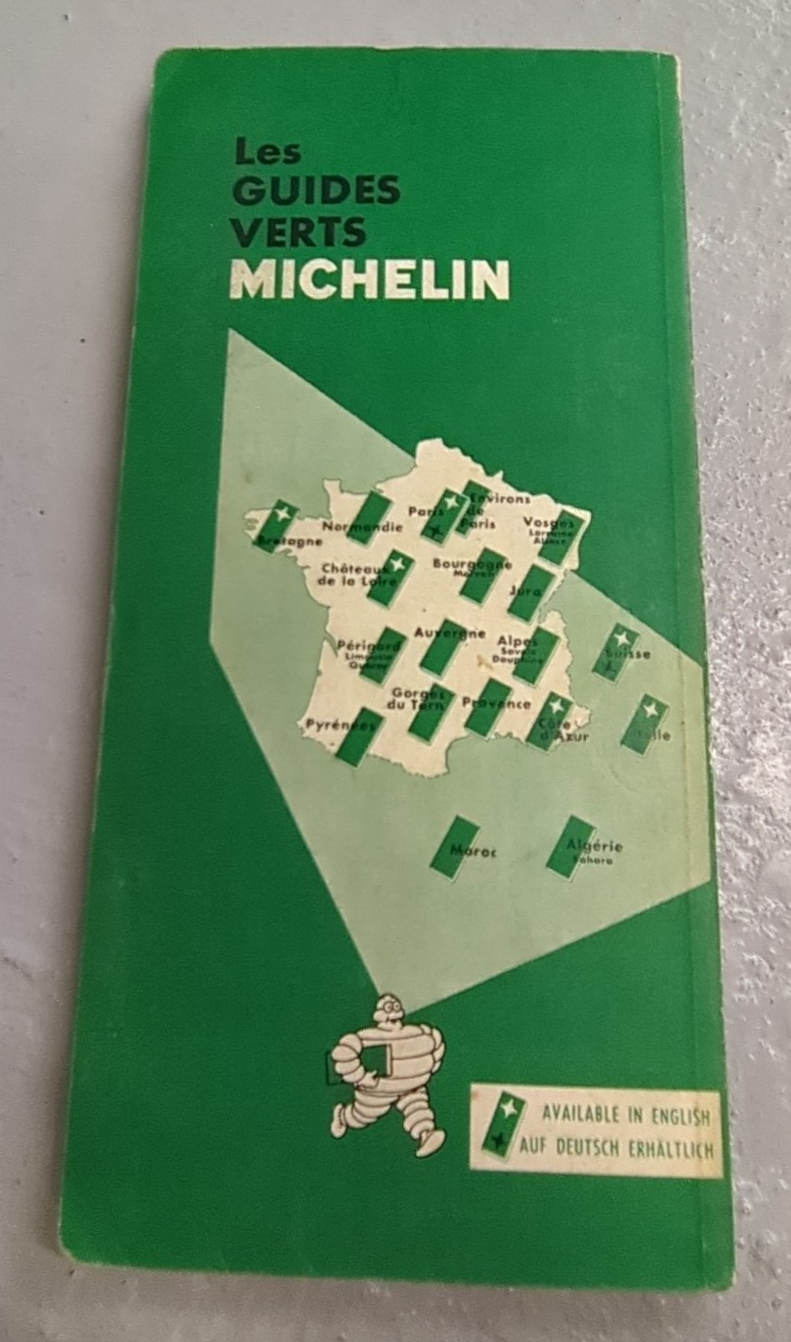 Les
GUIDES
VERTS
MICHELIN
Environs
de
Paris
Paris
Normandie
Vosges
Lorraine
Alsace
Bretagne
Châteaux
de la Loire
Bourgogne
Morvan
Jura
Auvergne
Périgord
Limousin
Quercy
Alpes
Savoie
Dauphiné
Suisse
Gorges
du Tarn
Provence
Pyrénées
Côte
d'Azur
Italie
Maroc
Algérie
Sahara
AVAILABLE IN ENGLISH
AUF DEUTSCH ERHÄLTLICH